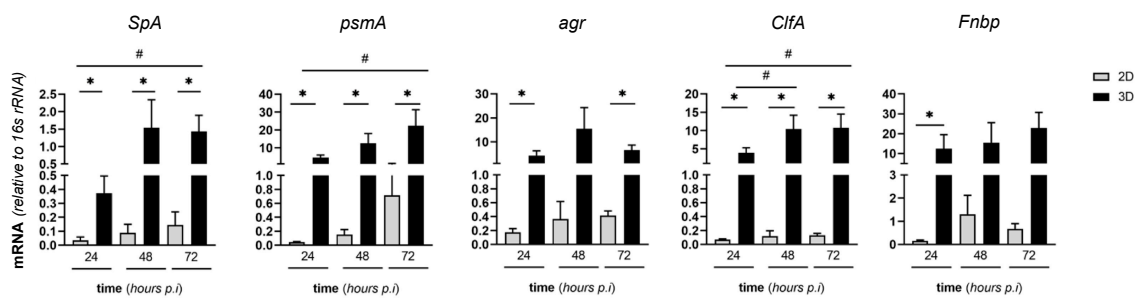 SpA psmA agr ClfA Fnbp
# # # #
* * * * * * * * * * * *
2D
3D
mRNA (relative to 16s rRNA)
2.5 2.0 1.5 1.0 0.5
0.5 0.4 0.3 0.2 0.1 0.0
40 30 20 10
1.0 0.8 0.6 0.4 0.2 0.0
30 20 10
1.0 0.8 0.6 0.4 0.2 0.0
20 15 10 5
1.0 0.8 0.6 0.4 0.2 0.0
40 30 20 10
3 2 1 0
24 48 72 24 48 72 24 48 72 24 48 72 24 48 72
time (hours p.i) time (hours p.i) time (hours p.i) time (hours p.i) time (hours p.i)